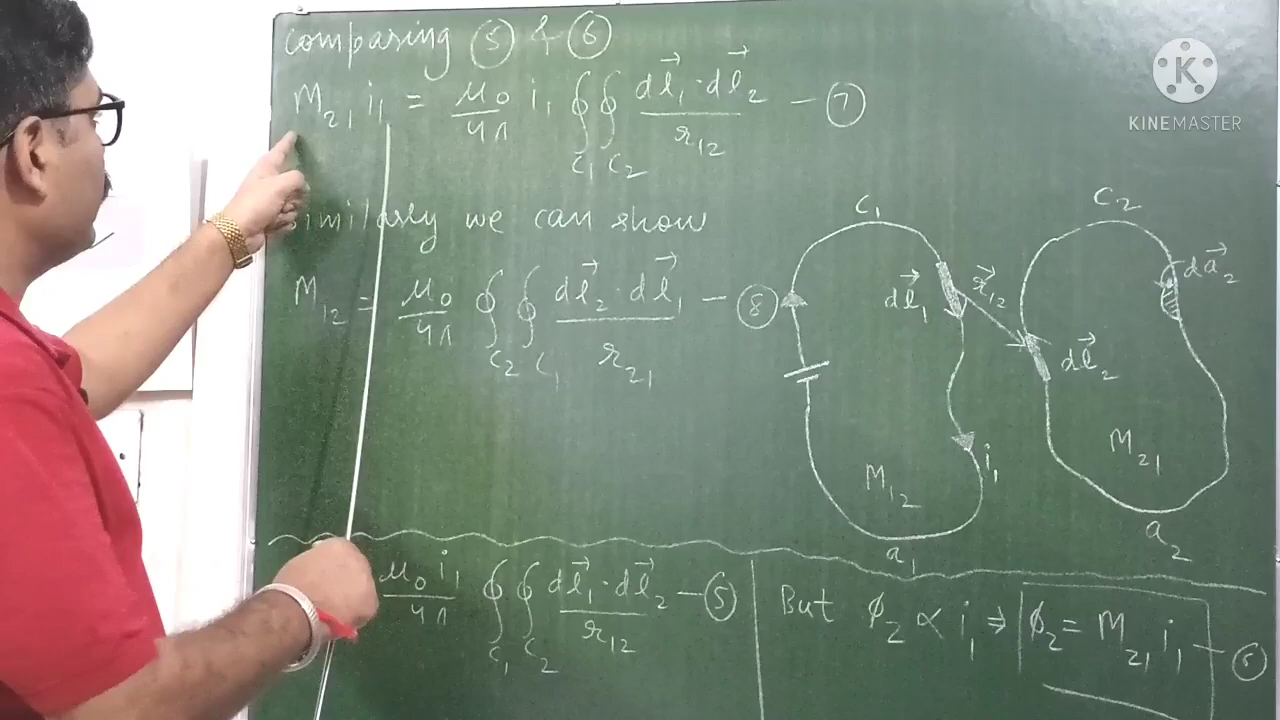 comparing ⑤ & ⑥
M₂₁ i₁ = μ₀/4π i₁ ∮∮ dl⃗₁·dl⃗₂/r₁₂ — ⑦
C₁ C₂
similarly we can show
M₁₂ = μ₀/4π ∮∮ dl⃗₂·dl⃗₁/r₂₁ — ⑧
C₂ C₁
μ₀ i₁/4π ∮∮ dl⃗₁·dl⃗₂/r₁₂ — ⑤
C₁ C₂
C₁
dl⃗₁
r⃗₁₂
i₁
M₁₂
a₁
C₂
da⃗₂
dl⃗₂
M₂₁
a₂
But ϕ₂ ∝ i₁ ⇒ ϕ₂ = M₂₁ i₁ — ⑥
K
KINEMASTER